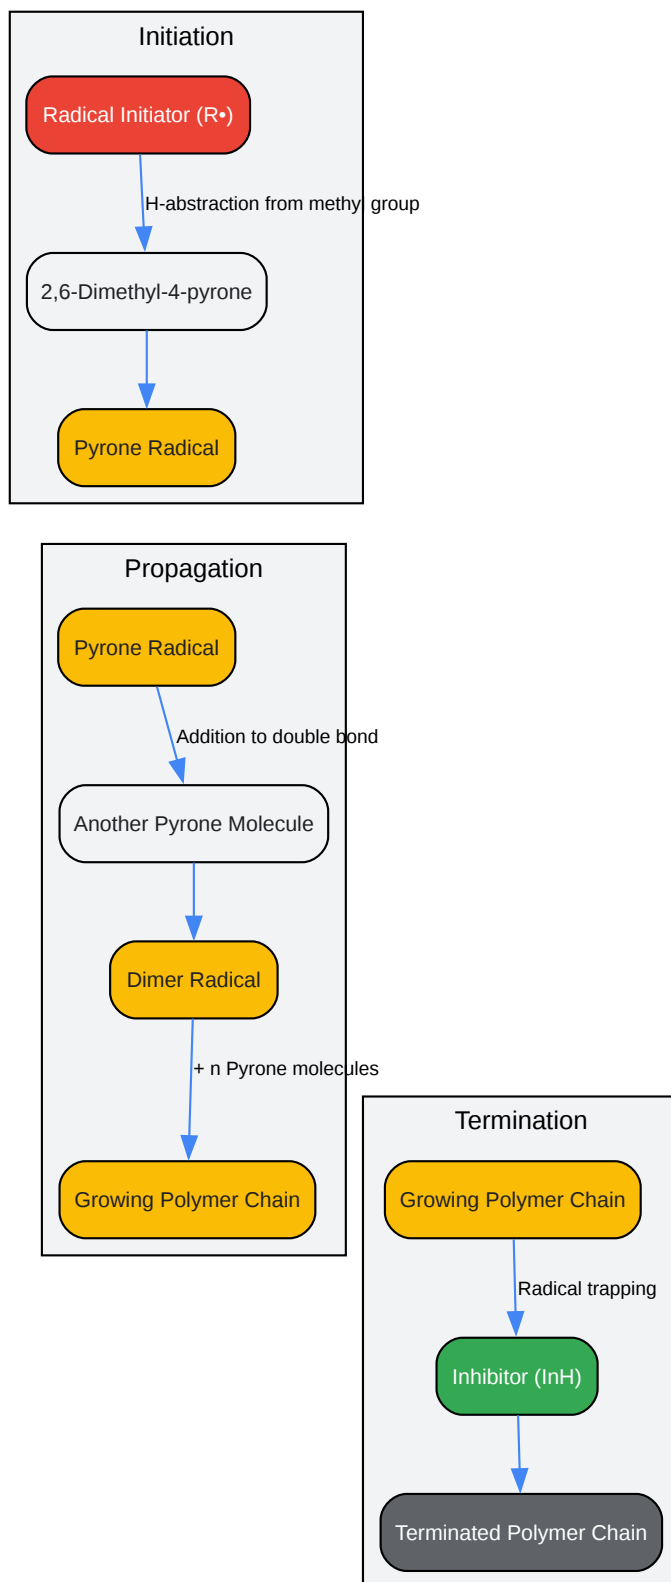 Initiation
Radical Initiator (R•)
H-abstraction from methyl group
2,6-Dimethyl-4-pyrone
Pyrone Radical
Propagation
Pyrone Radical
Addition to double bond
Another Pyrone Molecule
Dimer Radical
+ n Pyrone molecules
Growing Polymer Chain
Termination
Growing Polymer Chain
Radical trapping
Inhibitor (InH)
Terminated Polymer Chain